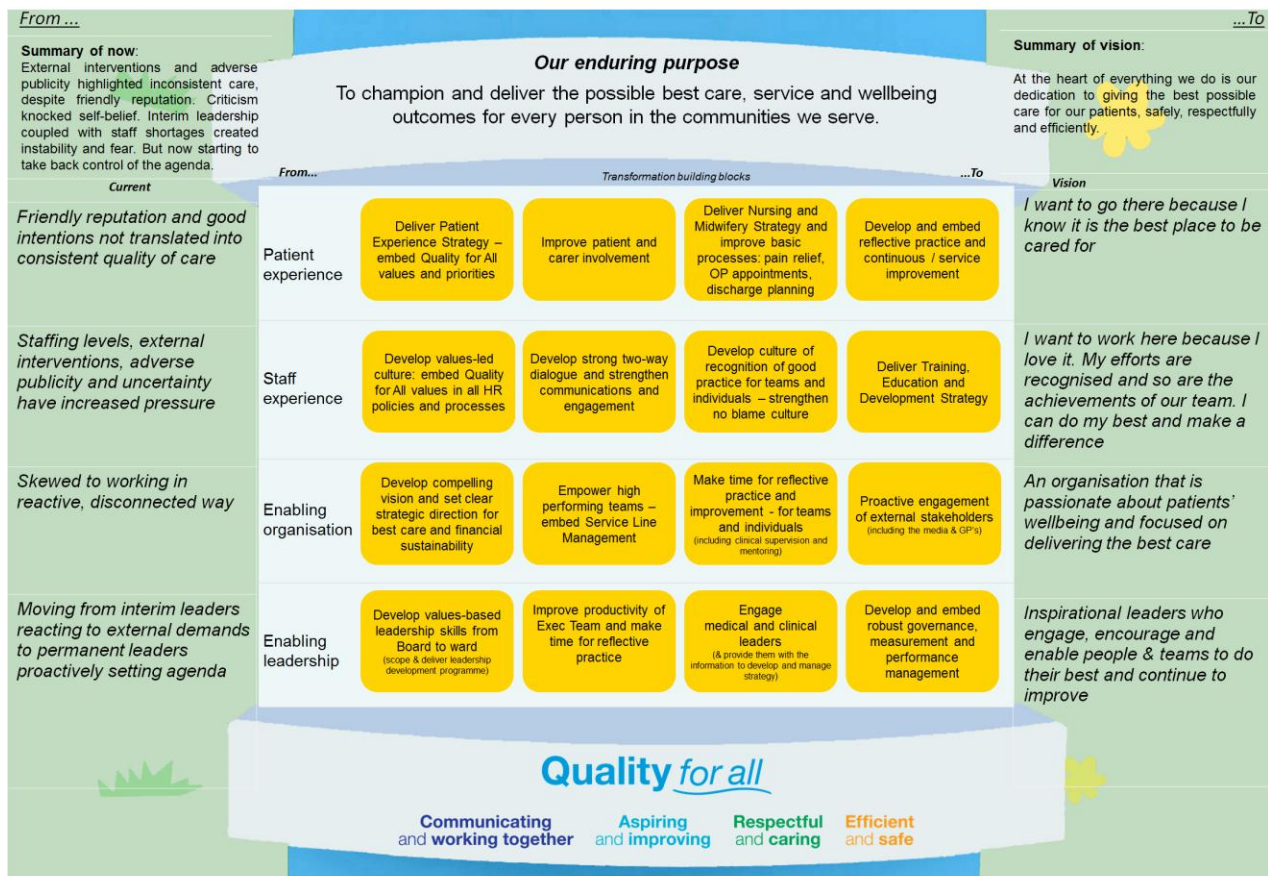 From ...
...To
Summary of now:
External interventions and adverse
publicity highlighted inconsistent care,
despite friendly reputation. Criticism
knocked self-belief. Interim leadership
coupled with staff shortages created
instability and fear. But now starting to
take back control of the agenda.
Our enduring purpose
To champion and deliver the possible best care, service and wellbeing
outcomes for every person in the communities we serve.
Summary of vision:
At the heart of everything we do is our
dedication to giving the best possible
care for our patients, safely, respectfully
and efficiently.
Current
From...
Transformation building blocks
...To
Vision
Friendly reputation and good
intentions not translated into
consistent quality of care
Patient
experience
Deliver Patient
Experience Strategy –
embed Quality for All
values and priorities
Improve patient and
carer involvement
Deliver Nursing and
Midwifery Strategy and
improve basic
processes: pain relief,
OP appointments,
discharge planning
Develop and embed
reflective practice and
continuous / service
improvement
I want to go there because I
know it is the best place to be
cared for
Staffing levels, external
interventions, adverse
publicity and uncertainty
have increased pressure
Staff
experience
Develop values-led
culture: embed Quality
for All values in all HR
policies and processes
Develop strong two-way
dialogue and strengthen
communications and
engagement
Develop culture of
recognition of good
practice for teams and
individuals – strengthen
no blame culture
Deliver Training,
Education and
Development Strategy
I want to work here because I
love it. My efforts are
recognised and so are the
achievements of our team. I
can do my best and make a
difference
Skewed to working in
reactive, disconnected way
Enabling
organisation
Develop compelling
vision and set clear
strategic direction for
best care and financial
sustainability
Empower high
performing teams –
embed Service Line
Management
Make time for reflective
practice and
improvement - for teams
and individuals
(including clinical supervision and
mentoring)
Proactive engagement
of external stakeholders
(including the media & GP's)
An organisation that is
passionate about patients'
wellbeing and focused on
delivering the best care
Moving from interim leaders
reacting to external demands
to permanent leaders
proactively setting agenda
Enabling
leadership
Develop values-based
leadership skills from
Board to ward
(scope & deliver leadership
development programme)
Improve productivity of
Exec Team and make
time for reflective
practice
Engage
medical and clinical
leaders
(& provide them with the
information to develop and manage
strategy)
Develop and embed
robust governance,
measurement and
performance
management
Inspirational leaders who
engage, encourage and
enable people & teams to do
their best and continue to
improve
Quality for all
Communicating
and working together
Aspiring
and improving
Respectful
and caring
Efficient
and safe